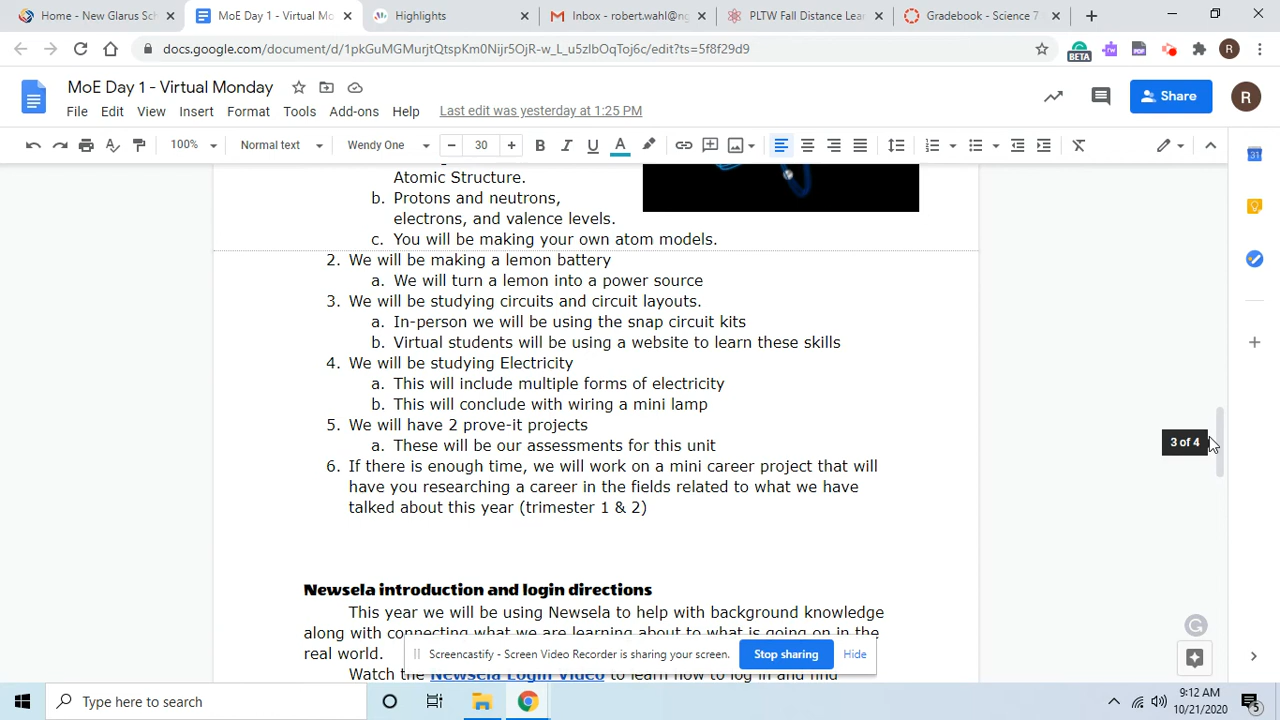 Home - New Glarus Sc
MoE Day 1 - Virtual Mo
Highlights
Inbox - robert.wahl@ng
PLTW Fall Distance Lea
Gradebook - Science 7
docs.google.com/document/d/1pkGuMGMurjtQtspKm0Nijr5OjR-w_L_u5zIbOqToj6c/edit?ts=5f8f29d9
BETA
R
MoE Day 1 - Virtual Monday
File Edit View Insert Format Tools Add-ons Help
Last edit was yesterday at 1:25 PM
Share
R
100%
Normal text
Wendy One
30
B I U A
31
Atomic Structure.
b. Protons and neutrons,
electrons, and valence levels.
c. You will be making your own atom models.
2. We will be making a lemon battery
a. We will turn a lemon into a power source
3. We will be studying circuits and circuit layouts.
a. In-person we will be using the snap circuit kits
b. Virtual students will be using a website to learn these skills
4. We will be studying Electricity
a. This will include multiple forms of electricity
b. This will conclude with wiring a mini lamp
5. We will have 2 prove-it projects
a. These will be our assessments for this unit
6. If there is enough time, we will work on a mini career project that will
have you researching a career in the fields related to what we have
talked about this year (trimester 1 & 2)
3 of 4
Newsela introduction and login directions
This year we will be using Newsela to help with background knowledge
along with connecting what we are learning about to what is going on in the
real world.
Watch the Newsela Login Video to learn how to log in and find
Screencastify - Screen Video Recorder is sharing your screen.
Stop sharing
Hide
Type here to search
9:12 AM
10/21/2020
5